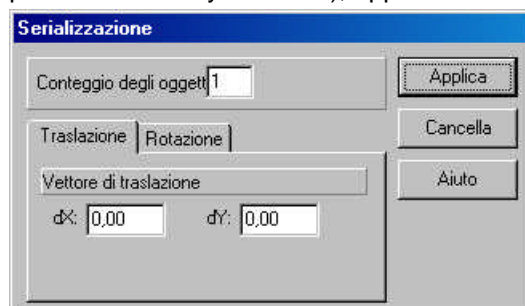 Serializzazione
Conteggio degli oggett 1
Applica
Traslazione Rotazione
Cancella
Vettore di traslazione
Aiuto
dX: 0,00 dY: 0,00